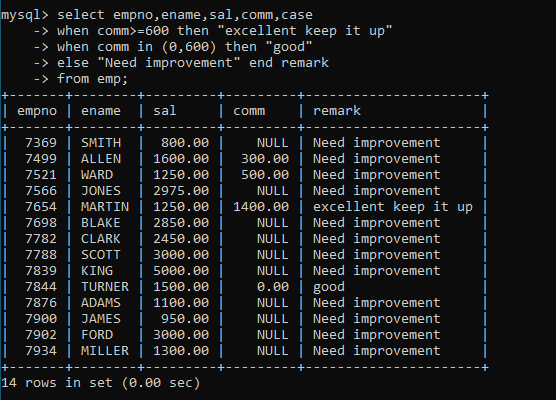 mysql> select empno,ename,sal,comm,case
    -> when comm>=600 then "excellent keep it up"
    -> when comm in (0,600) then "good"
    -> else "Need improvement" end remark
    -> from emp;
+-------+--------+---------+---------+----------------------+
| empno | ename  | sal     | comm    | remark               |
+-------+--------+---------+---------+----------------------+
|  7369 | SMITH  |  800.00 |    NULL | Need improvement     |
|  7499 | ALLEN  | 1600.00 |  300.00 | Need improvement     |
|  7521 | WARD   | 1250.00 |  500.00 | Need improvement     |
|  7566 | JONES  | 2975.00 |    NULL | Need improvement     |
|  7654 | MARTIN | 1250.00 | 1400.00 | excellent keep it up |
|  7698 | BLAKE  | 2850.00 |    NULL | Need improvement     |
|  7782 | CLARK  | 2450.00 |    NULL | Need improvement     |
|  7788 | SCOTT  | 3000.00 |    NULL | Need improvement     |
|  7839 | KING   | 5000.00 |    NULL | Need improvement     |
|  7844 | TURNER | 1500.00 |    0.00 | good                 |
|  7876 | ADAMS  | 1100.00 |    NULL | Need improvement     |
|  7900 | JAMES  |  950.00 |    NULL | Need improvement     |
|  7902 | FORD   | 3000.00 |    NULL | Need improvement     |
|  7934 | MILLER | 1300.00 |    NULL | Need improvement     |
+-------+--------+---------+---------+----------------------+
14 rows in set (0.00 sec)